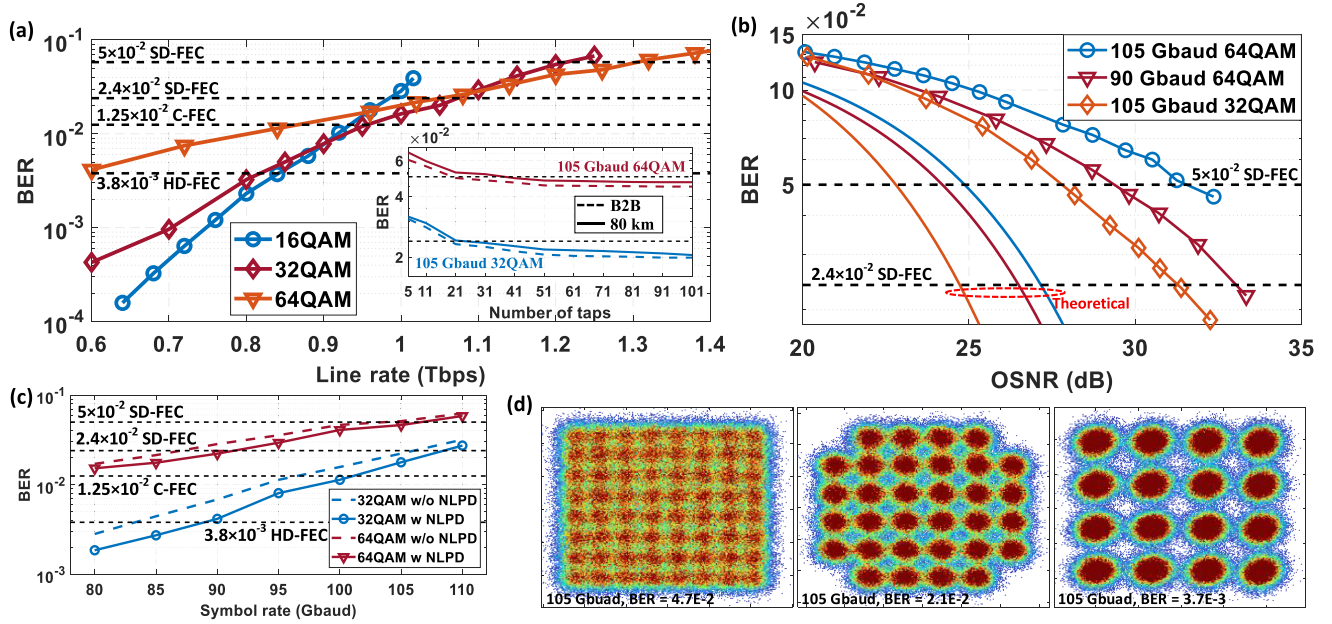 (a)
10⁻¹
10⁻²
10⁻³
10⁻⁴
BER
5×10⁻² SD-FEC
2.4×10⁻² SD-FEC
1.25×10⁻² C-FEC
3.8×10⁻³ HD-FEC
16QAM
32QAM
64QAM
0.6 0.7 0.8 0.9 1 1.1 1.2 1.3 1.4
Line rate (Tbps)
×10⁻²
6
4
2
BER
105 Gbaud 64QAM
B2B
80 km
105 Gbaud 32QAM
5 11 21 31 41 51 61 71 81 91 101
Number of taps
(b)
×10⁻²
15
10
5
BER
105 Gbaud 64QAM
90 Gbaud 64QAM
105 Gbaud 32QAM
5×10⁻² SD-FEC
2.4×10⁻² SD-FEC
Theoretical
20 25 30 35
OSNR (dB)
(c)
10⁻¹
10⁻²
10⁻³
BER
5×10⁻² SD-FEC
2.4×10⁻² SD-FEC
1.25×10⁻² C-FEC
3.8×10⁻³ HD-FEC
32QAM w/o NLPD
32QAM w NLPD
64QAM w/o NLPD
64QAM w NLPD
80 85 90 95 100 105 110
Symbol rate (Gbaud)
(d)
105 Gbuad, BER = 4.7E-2
105 Gbaud, BER = 2.1E-2
105 Gbuad, BER = 3.7E-3